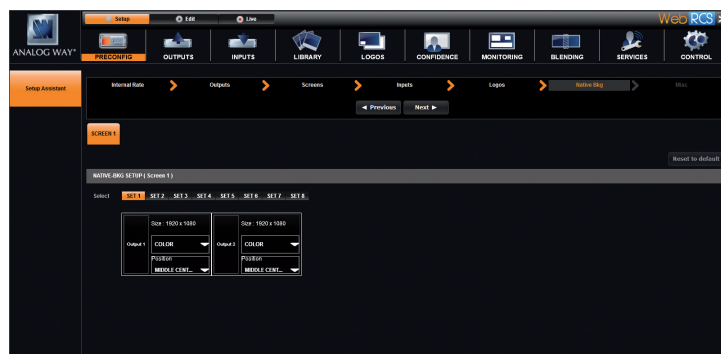 Setup Edit Live Web RCS
ANALOG WAY®
PRECONFIG OUTPUTS INPUTS LIBRARY LOGOS CONFIDENCE MONITORING BLENDING SERVICES CONTROL
Setup Assistant
Internal Rate Outputs Screens Inputs Logos Native Bkg Misc
◄ Previous Next ►
SCREEN 1
Reset to default
NATIVE-BKG SETUP ( Screen 1 )
Select SET 1 SET 2 SET 3 SET 4 SET 5 SET 6 SET 7 SET 8
Size : 1920 x 1080 Size : 1920 x 1080
Output 1 COLOR Output 2 COLOR
Position Position
MIDDLE CENT... MIDDLE CENT...